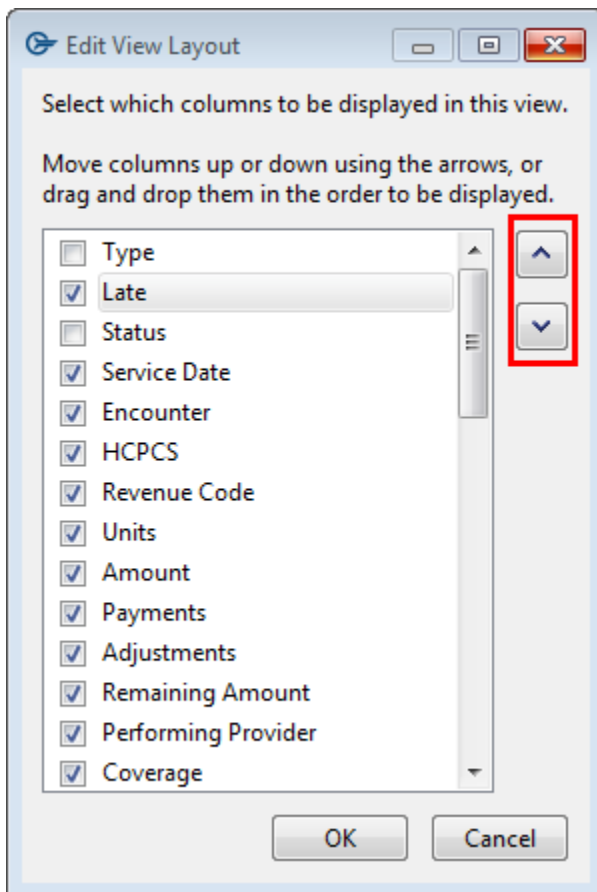 Edit View Layout
Select which columns to be displayed in this view.
Move columns up or down using the arrows, or
drag and drop them in the order to be displayed.
Type
Late
Status
Service Date
Encounter
HCPCS
Revenue Code
Units
Amount
Payments
Adjustments
Remaining Amount
Performing Provider
Coverage
OK Cancel